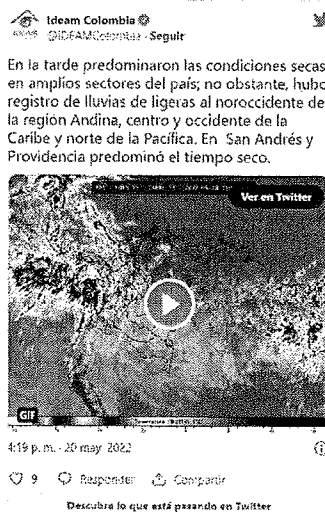 Ideam Colombia
@IDEAMColombia · Seguir
En la tarde predominaron las condiciones secas
en amplios sectores del país; no obstante, hubo
registro de lluvias de ligeras al noroccidente de
la región Andina, centro y occidente de la
Caribe y norte de la Pacífica. En San Andrés y
Providencia predominó el tiempo seco.
Ver en Twitter
GIF
4:19 p. m. · 20 may. 2022
9 Responder Compartir
Descubre lo que está pasando en Twitter